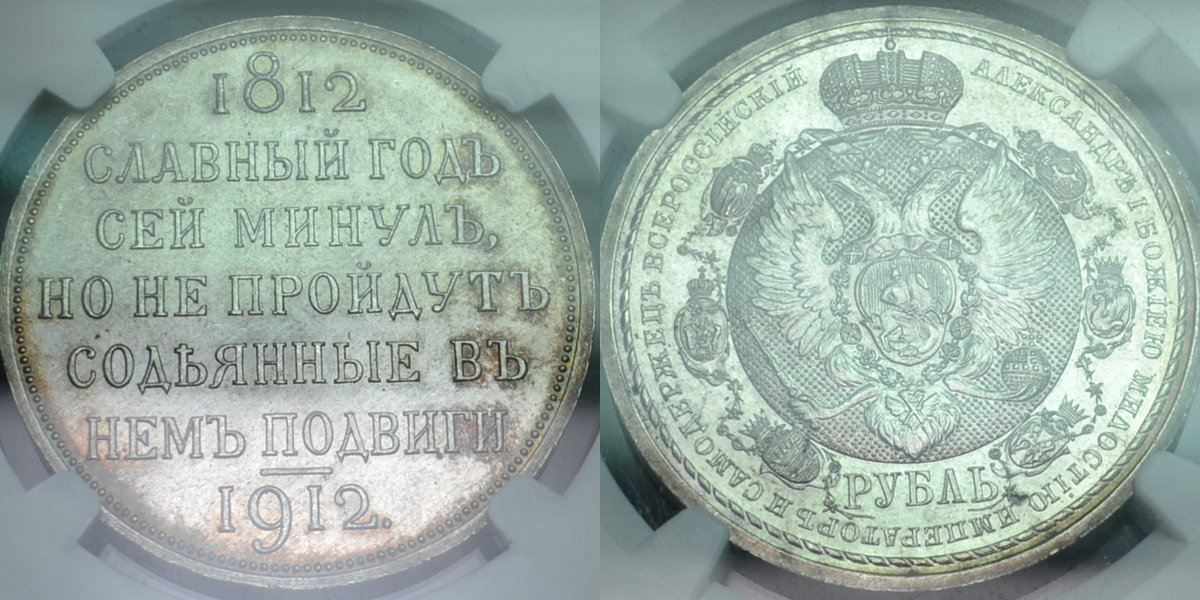 1812
СЛАВНЫЙ ГОДЪ
СЕЙ МИНУЛЪ,
НО НЕ ПРОЙДУТЪ
СОДѢЯННЫЕ ВЪ
НЕМЪ ПОДВИГИ
1912.
АЛЕКСАНДРЪ I БОЖІЕЮ МИЛОСТІЮ ИМПЕРАТОРЪ И САМОДЕРЖЕЦЪ ВСЕРОССІЙСКІЙ
РУБЛЬ